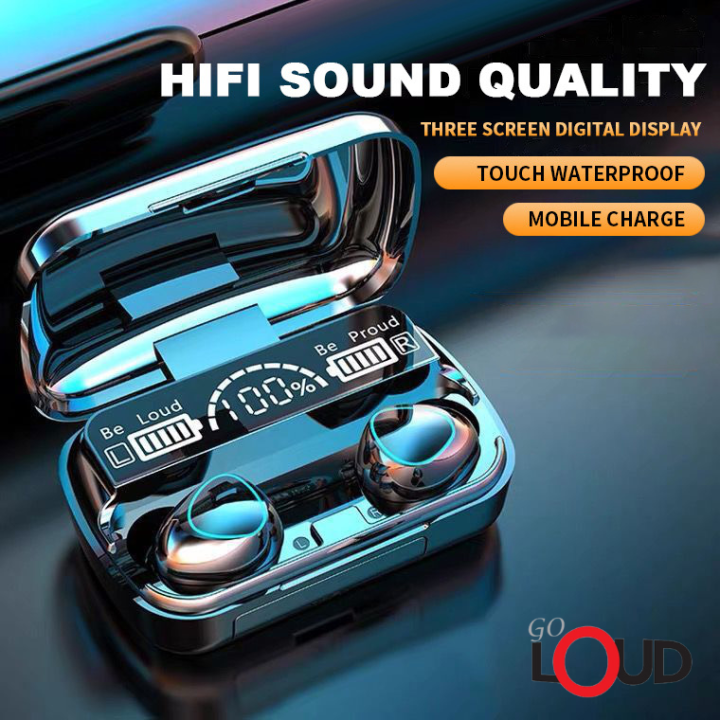 HIFI SOUND QUALITY
THREE SCREEN DIGITAL DISPLAY
TOUCH WATERPROOF
MOBILE CHARGE
Be Proud
R
100%
Be Loud
L
L
R
GO
LOUD